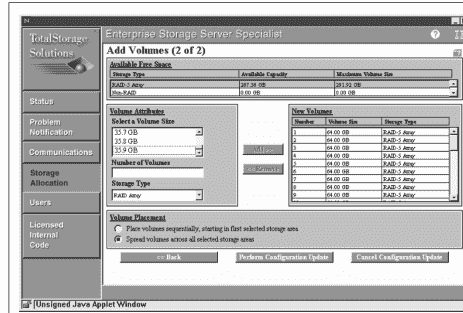 TotalStorage
Solutions
Enterprise Storage Server Specialist
Add Volumes (2 of 2)
Available Free Space
Storage Type Available Capacity Maximum Volume Size
RAID-5 Array
Non-RAID 0.00 GB 0.00 GB
Status
Problem
Notification
Communications
Storage
Allocation
Users
Licensed
Internal
Code
Volume Attributes
Select a Volume Size
35.7 GB
35.8 GB
35.9 GB
Number of Volumes
Storage Type
RAID Array
Add >>
<< Remove
New Volumes
Number Volume Size Storage Type
1 64.00 GB RAID-5 Array
2 64.00 GB RAID-5 Array
3 64.00 GB RAID-5 Array
4 64.00 GB RAID-5 Array
5 64.00 GB RAID-5 Array
6 64.00 GB RAID-5 Array
7 64.00 GB RAID-5 Array
8 64.00 GB RAID-5 Array
9 64.00 GB RAID-5 Array
Volume Placement
Place volumes sequentially, starting in first selected storage area
Spread volumes across all selected storage areas
<< Back Perform Configuration Update Cancel Configuration Update
Unsigned Java Applet Window